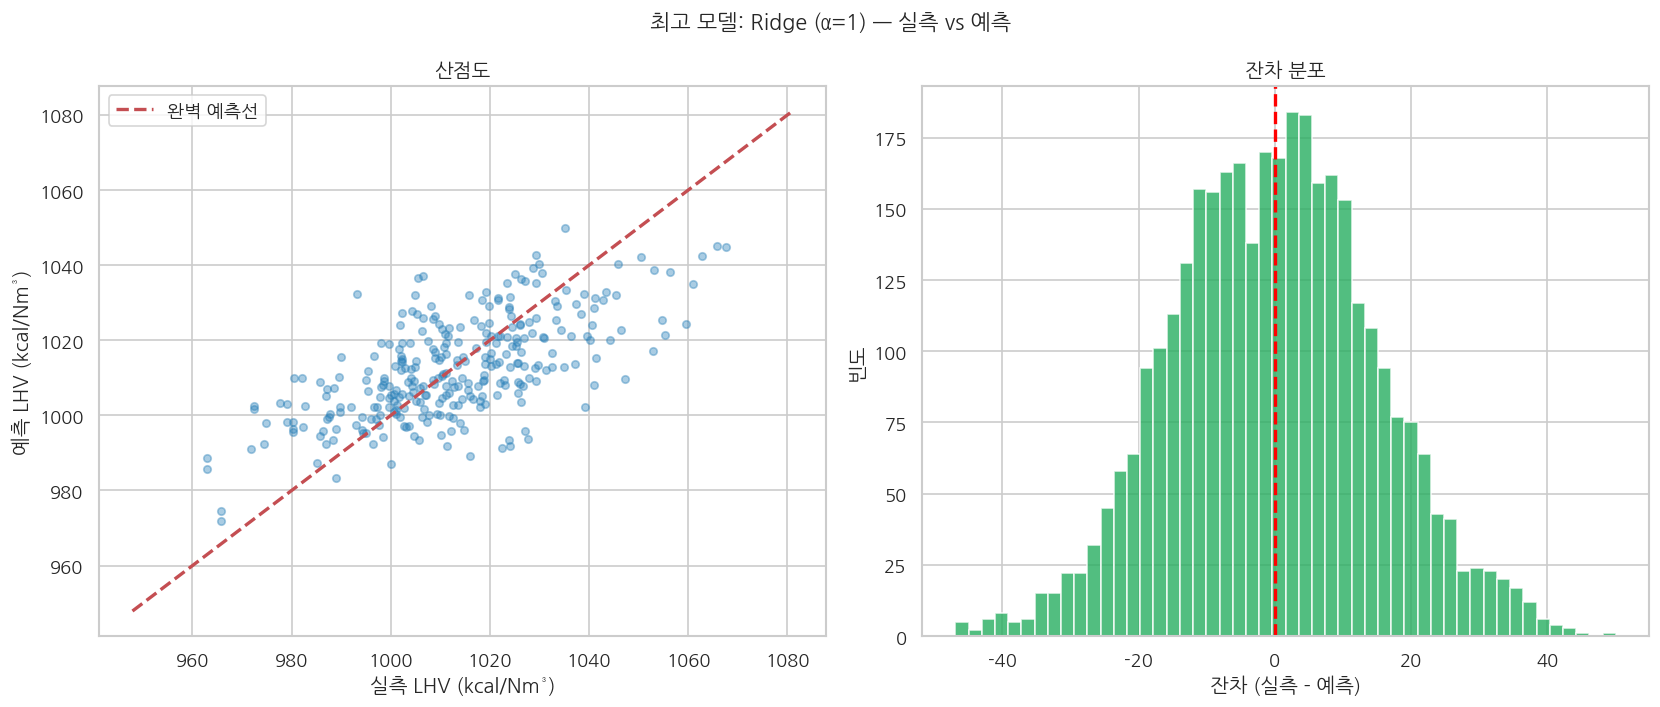 최고 모델: Ridge (α=1) — 실측 vs 예측
산점도
완벽 예측선
1080
1060
1040
1020
1000
980
960
예측 LHV (kcal/Nm³)
960 980 1000 1020 1040 1060 1080
실측 LHV (kcal/Nm³)
잔차 분포
175
150
125
100
75
50
25
0
빈도
-40 -20 0 20 40
잔차 (실측 - 예측)